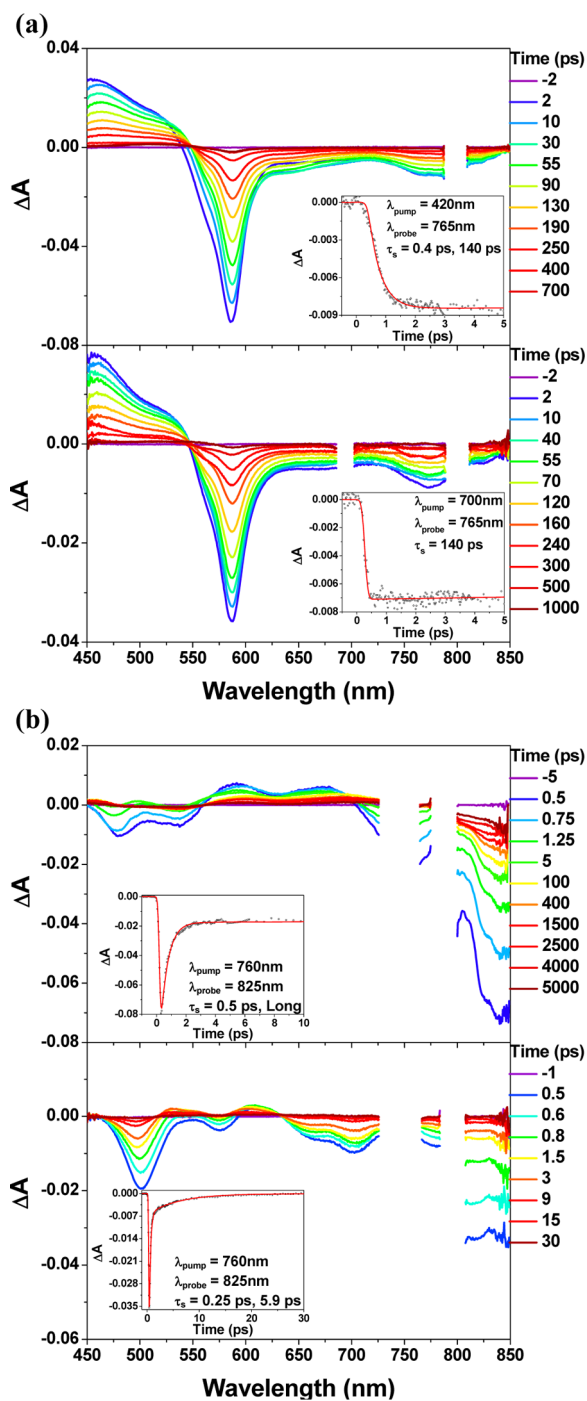 (a)
0.04
0.00
-0.04
-0.08
ΔA
Time (ps)
-2
2
10
30
55
90
130
190
250
400
700
0.000
-0.003
-0.006
-0.009
ΔA
λpump = 420nm
λprobe = 765nm
τs = 0.4 ps, 140 ps
0 1 2 3 4 5
Time (ps)
0.00
-0.02
-0.04
ΔA
Time (ps)
-2
2
10
40
55
70
120
160
240
300
500
1000
0.000
-0.002
-0.004
-0.006
-0.008
ΔA
λpump = 700nm
λprobe = 765nm
τs = 140 ps
0 1 2 3 4 5
Time (ps)
450 500 550 600 650 700 750 800 850
Wavelength (nm)
(b)
0.02
0.00
-0.02
-0.04
-0.06
-0.08
ΔA
Time (ps)
-5
0.5
0.75
1.25
5
100
400
1500
2500
4000
5000
0.00
-0.02
-0.04
-0.06
-0.08
ΔA
λpump = 760nm
λprobe = 825nm
τs = 0.5 ps, Long
0 2 4 6 8 10
Time (ps)
0.00
-0.02
-0.04
-0.06
ΔA
Time (ps)
-1
0.5
0.6
0.8
1.5
3
9
15
30
0.000
-0.007
-0.014
-0.021
-0.028
-0.035
ΔA
λpump = 760nm
λprobe = 825nm
τs = 0.25 ps, 5.9 ps
0 10 20 30
Time (ps)
450 500 550 600 650 700 750 800 850
Wavelength (nm)